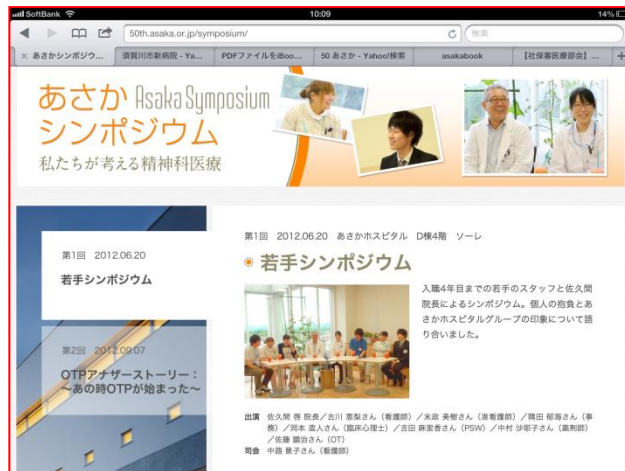 SoftBank
10:09
14%
50th.asaka.or.jp/symposium/
検索
あさかシンポジウ...
須賀川市新病院 - Ya...
PDFファイルをiBoo...
50 あさか - Yahoo!検索
asakabook
【社保審医療部会】...
あさか Asaka Symposium
シンポジウム
私たちが考える精神科医療
第1回 2012.06.20
若手シンポジウム
第2回 2012.09.07
OTPアナザーストーリー：
～あの時OTPが始まった～
第1回 2012.06.20 あさかホスピタル D棟4階 ソーレ
若手シンポジウム
入職4年目までの若手のスタッフと佐久間
院長によるシンポジウム。個人の抱負とあ
さかホスピタルグループの印象について語
り合いました。
出演 佐久間 啓 院長／古川 恵梨さん（看護師）／末政 美樹さん（准看護師）／隅田 郁海さん（事
務）／岡本 直人さん（臨床心理士）／吉田 麻里香さん（PSW）／中村 沙耶子さん（薬剤師）
／佐藤 順治さん（OT）
司会 中路 景子さん（看護師）